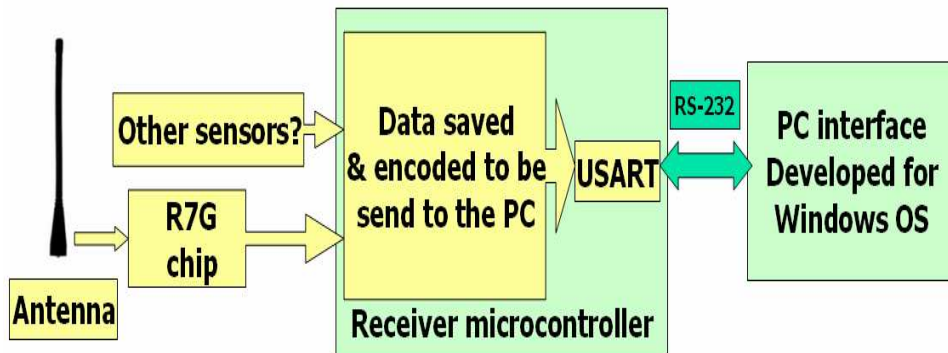 Other sensors?
R7G
chip
Antenna
Data saved
& encoded to be
send to the PC
USART
Receiver microcontroller
RS-232
PC interface
Developed for
Windows OS